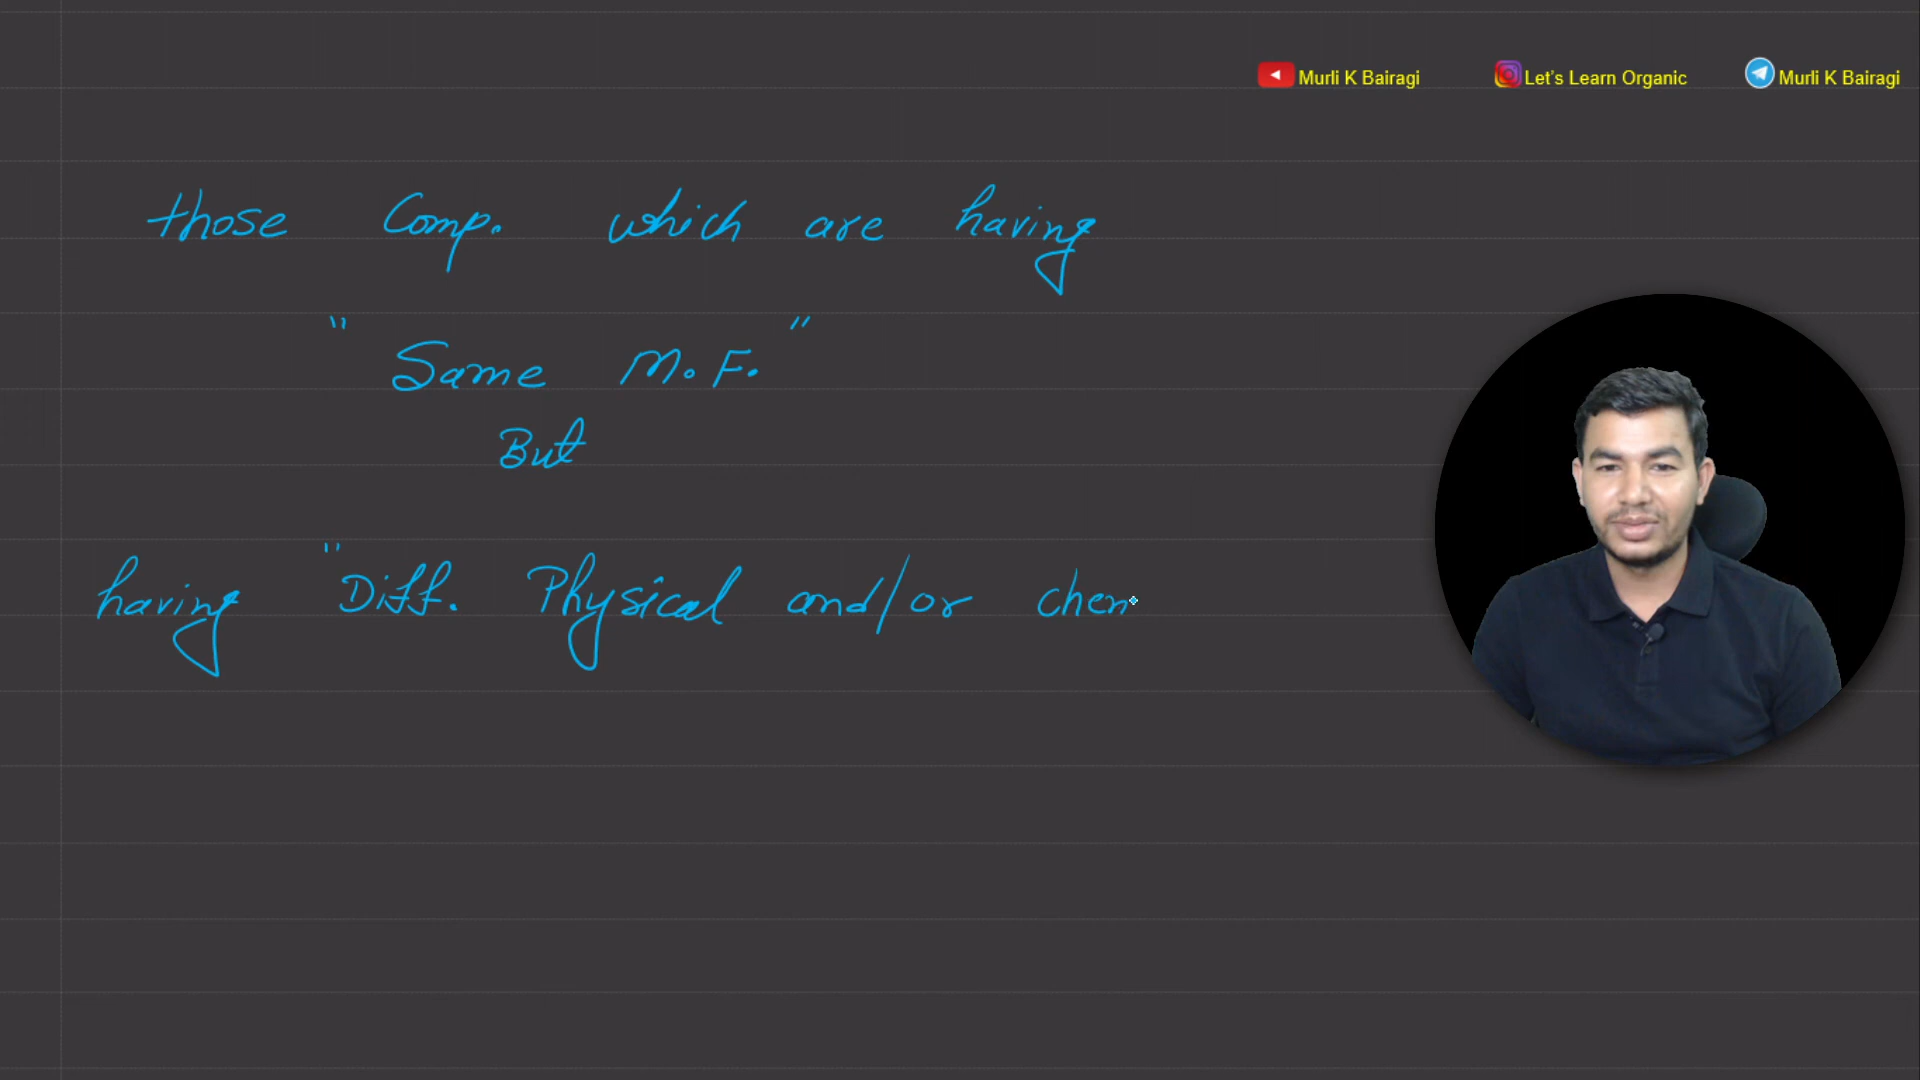 Murli K Bairagi Let's Learn Organic Murli K Bairagi
those Comp. which are having
"Same M.F."
But
having "Diff. Physical and/or chem